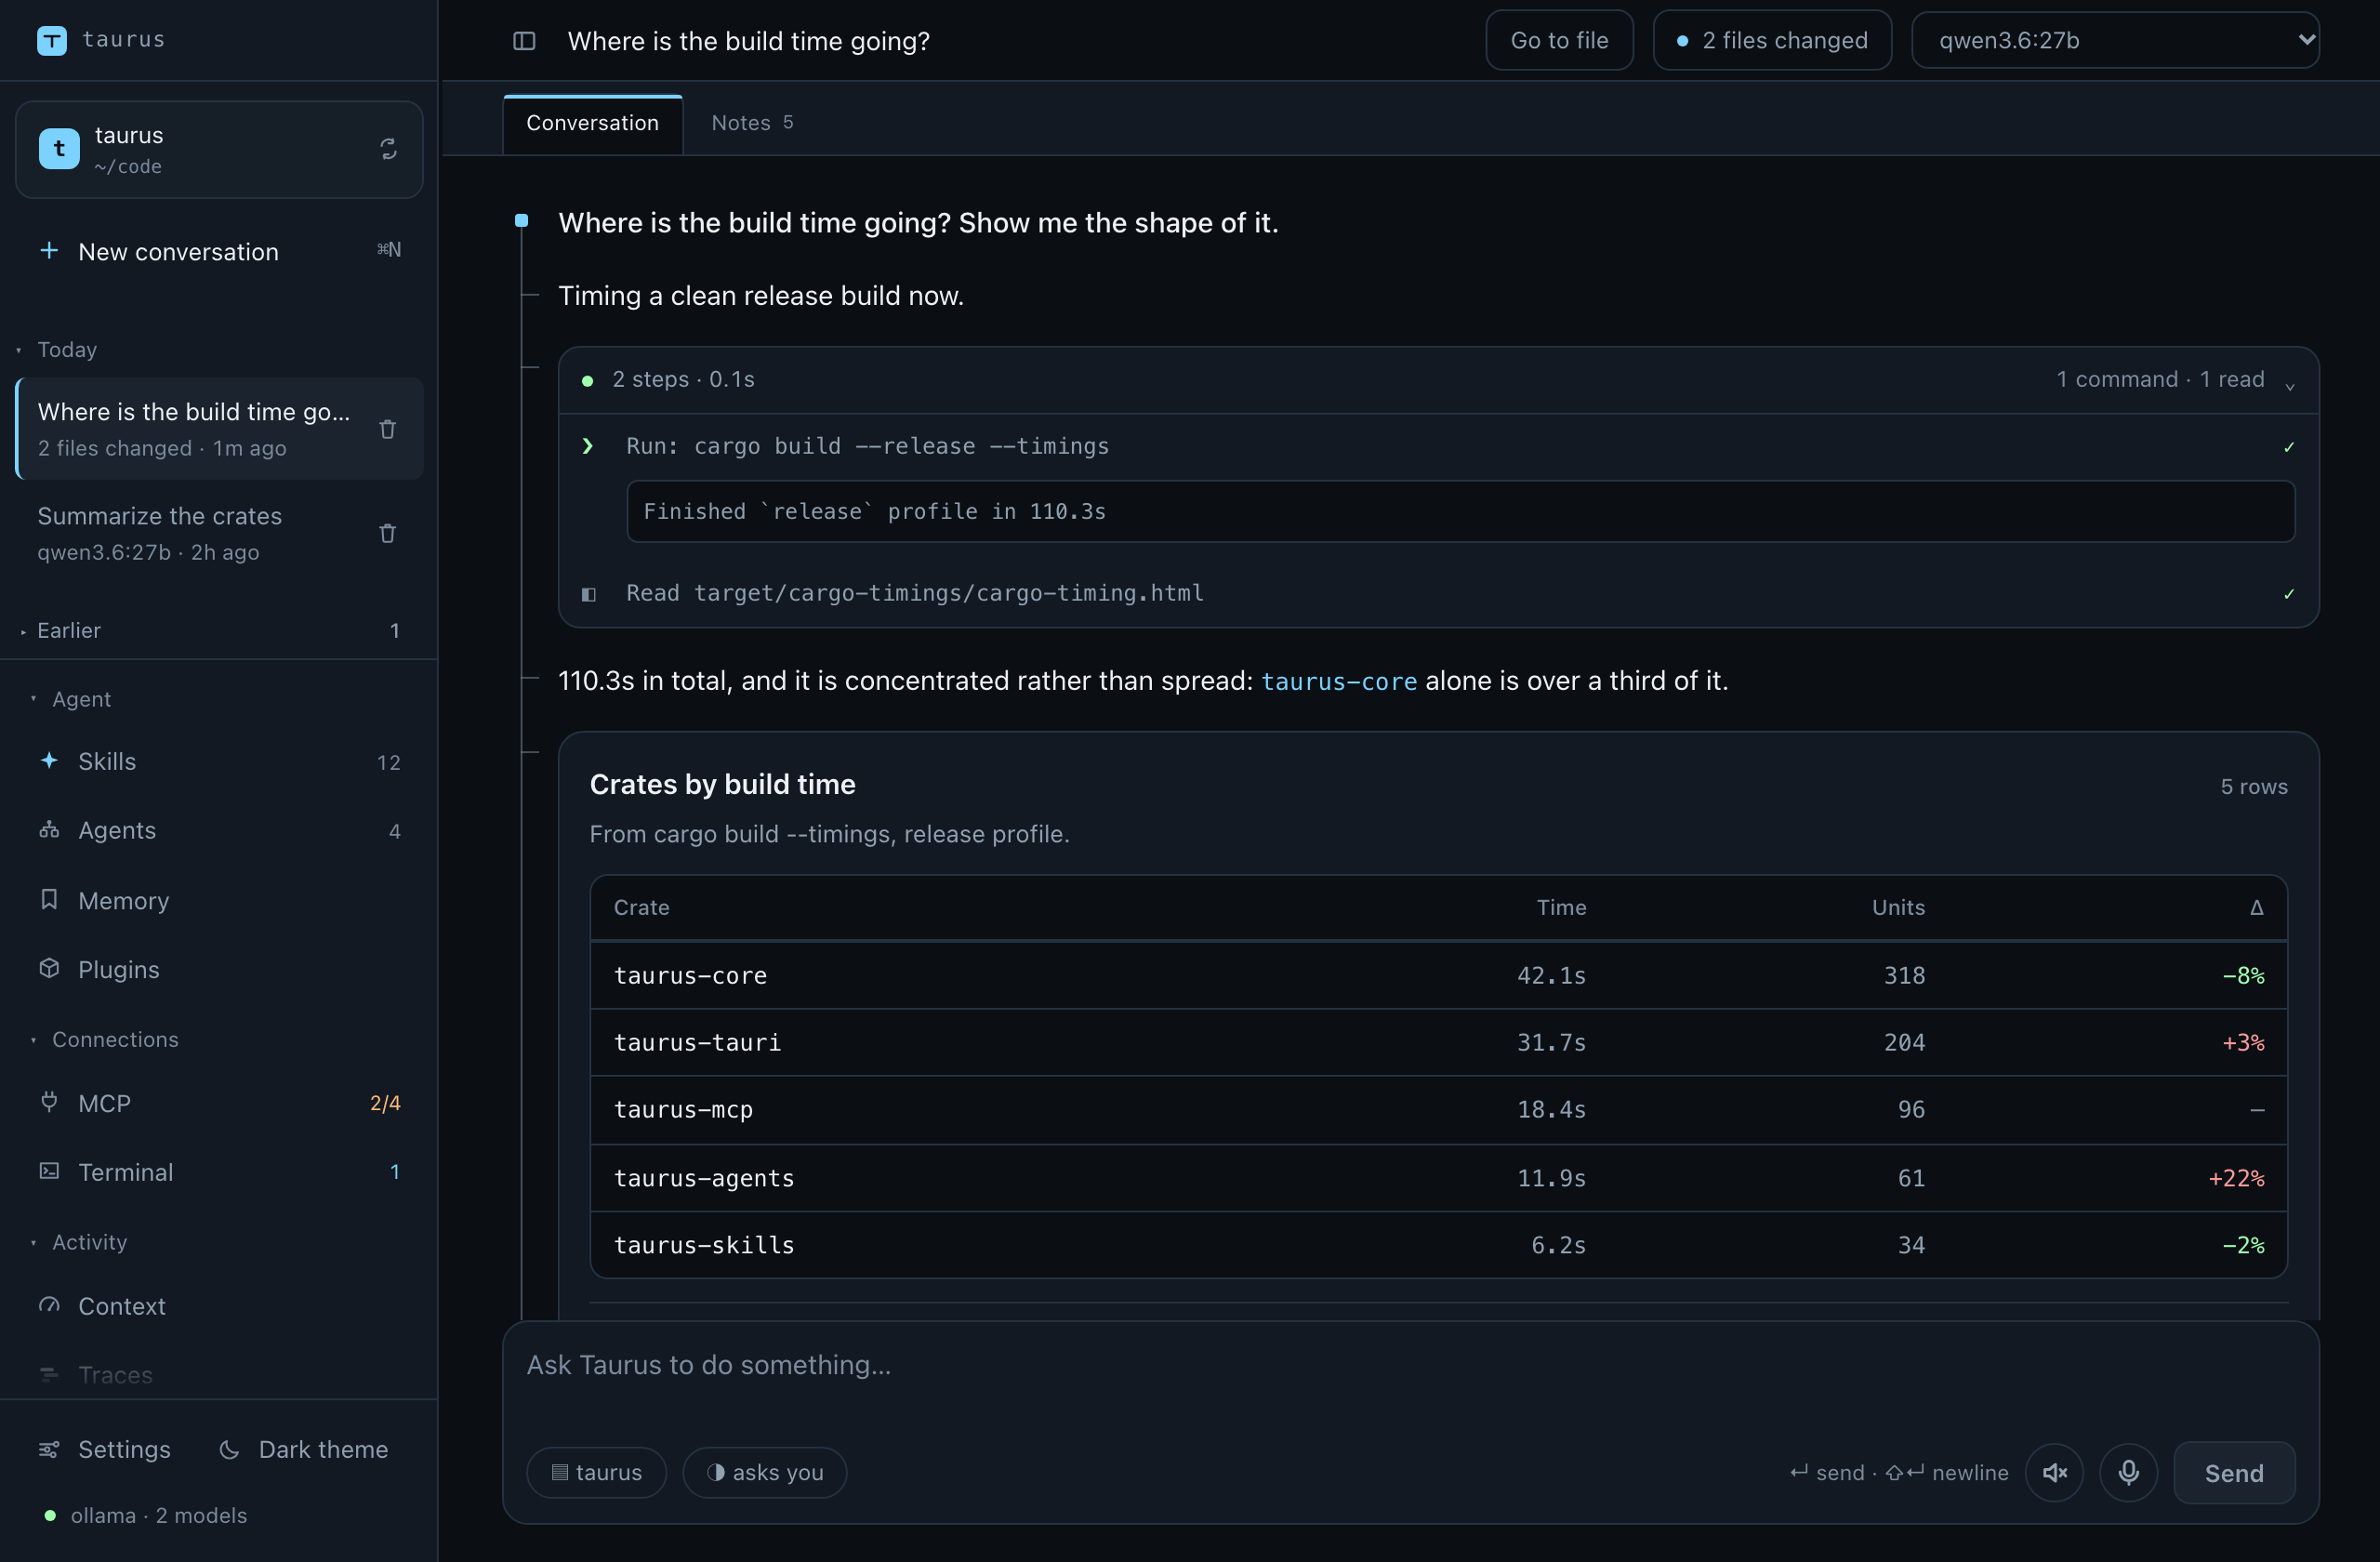 taurus
t
taurus
~/code
New conversation ⌘N
Today
Where is the build time go...
2 files changed · 1m ago
Summarize the crates
qwen3.6:27b · 2h ago
Earlier 1
Agent
Skills 12
Agents 4
Memory
Plugins
Connections
MCP 2/4
Terminal 1
Activity
Context
Traces
Settings Dark theme
ollama · 2 models
Where is the build time going? Go to file 2 files changed qwen3.6:27b
Conversation Notes 5
Where is the build time going? Show me the shape of it.
Timing a clean release build now.
2 steps · 0.1s 1 command · 1 read
Run: cargo build --release --timings ✓
Finished `release` profile in 110.3s
Read target/cargo-timings/cargo-timing.html ✓
110.3s in total, and it is concentrated rather than spread: taurus-core alone is over a third of it.
Crates by build time 5 rows
From cargo build --timings, release profile.
Crate Time Units Δ
taurus-core 42.1s 318 −8%
taurus-tauri 31.7s 204 +3%
taurus-mcp 18.4s 96 —
taurus-agents 11.9s 61 +22%
taurus-skills 6.2s 34 −2%
Ask Taurus to do something...
taurus asks you ↵ send · ⇧↵ newline Send